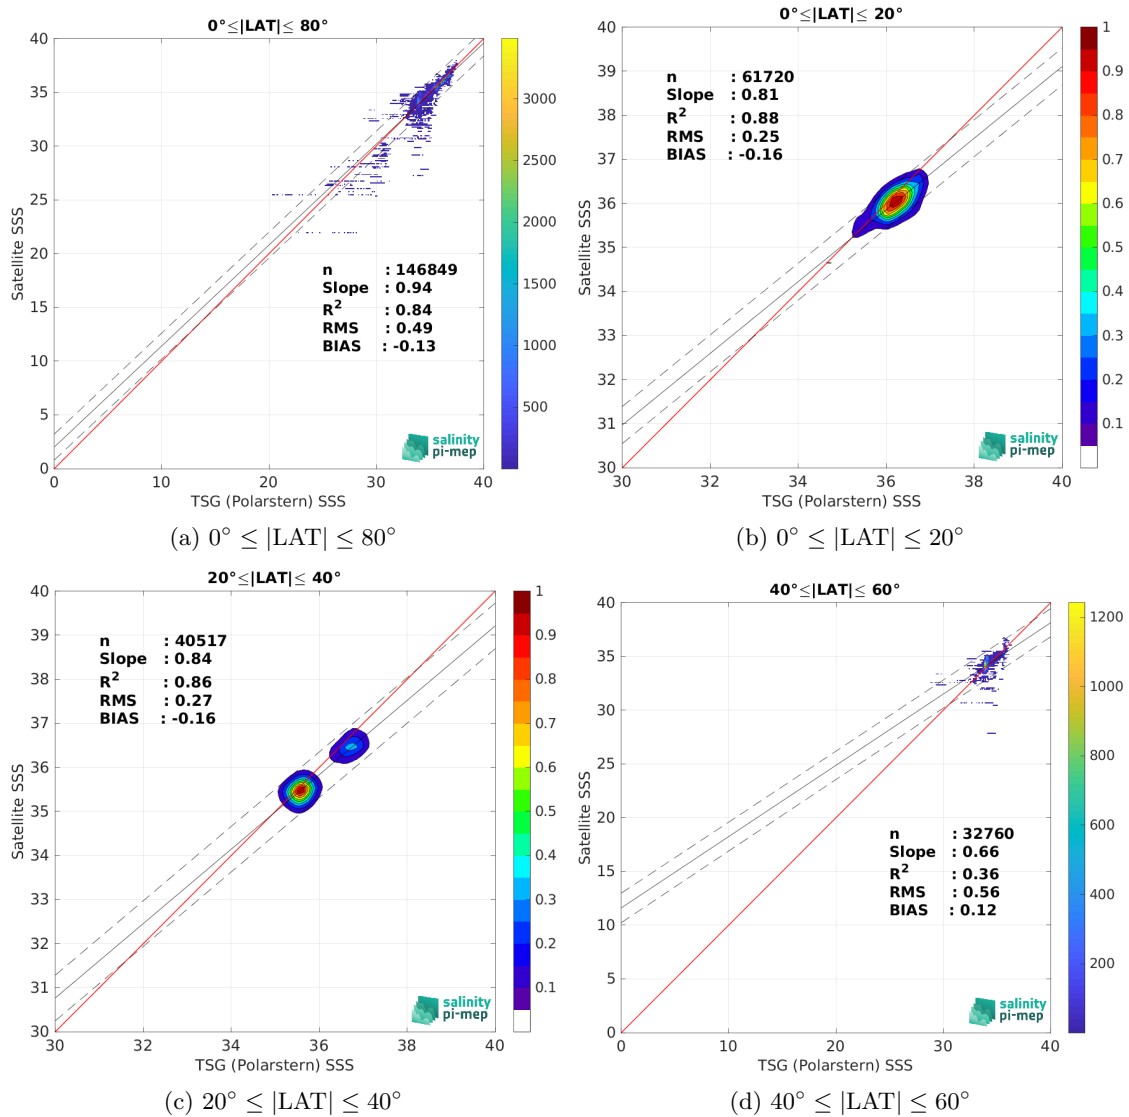 0°≤|LAT|≤ 80°
40
35
30
25
20
15
10
5
0
0
10
20
30
40
Satellite SSS
TSG (Polarstern) SSS
n : 146849
Slope : 0.94
R² : 0.84
RMS : 0.49
BIAS : -0.13
3000
2500
2000
1500
1000
500
salinity
pi-mep
(a) 0° ≤ |LAT| ≤ 80°
0°≤|LAT|≤ 20°
40
39
38
37
36
35
34
33
32
31
30
30
32
34
36
38
40
Satellite SSS
TSG (Polarstern) SSS
n : 61720
Slope : 0.81
R² : 0.88
RMS : 0.25
BIAS : -0.16
1
0.9
0.8
0.7
0.6
0.5
0.4
0.3
0.2
0.1
salinity
pi-mep
(b) 0° ≤ |LAT| ≤ 20°
20°≤|LAT|≤ 40°
40
39
38
37
36
35
34
33
32
31
30
30
32
34
36
38
40
Satellite SSS
TSG (Polarstern) SSS
n : 40517
Slope : 0.84
R² : 0.86
RMS : 0.27
BIAS : -0.16
1
0.9
0.8
0.7
0.6
0.5
0.4
0.3
0.2
0.1
salinity
pi-mep
(c) 20° ≤ |LAT| ≤ 40°
40°≤|LAT|≤ 60°
40
35
30
25
20
15
10
5
0
0
10
20
30
40
Satellite SSS
TSG (Polarstern) SSS
n : 32760
Slope : 0.66
R² : 0.36
RMS : 0.56
BIAS : 0.12
1200
1000
800
600
400
200
salinity
pi-mep
(d) 40° ≤ |LAT| ≤ 60°